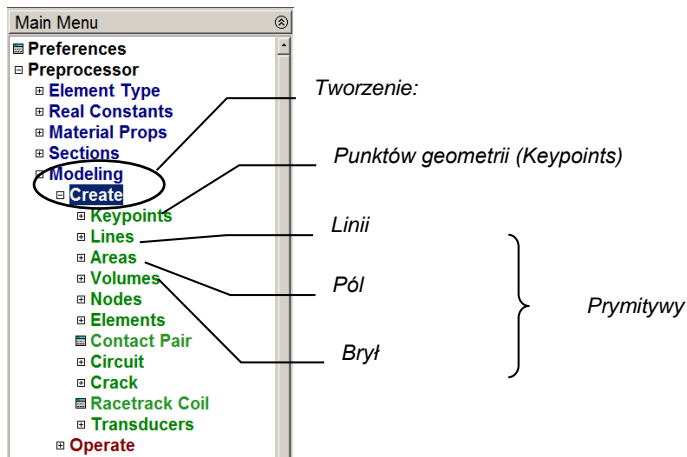 Main Menu
Preferences
Preprocessor
Element Type
Real Constants
Material Props
Sections
Modeling
Create
Keypoints
Lines
Areas
Volumes
Nodes
Elements
Contact Pair
Circuit
Crack
Racetrack Coil
Transducers
Operate
Tworzenie:
Punktów geometrii (Keypoints)
Linii
Pól
Brył
Prymitywy